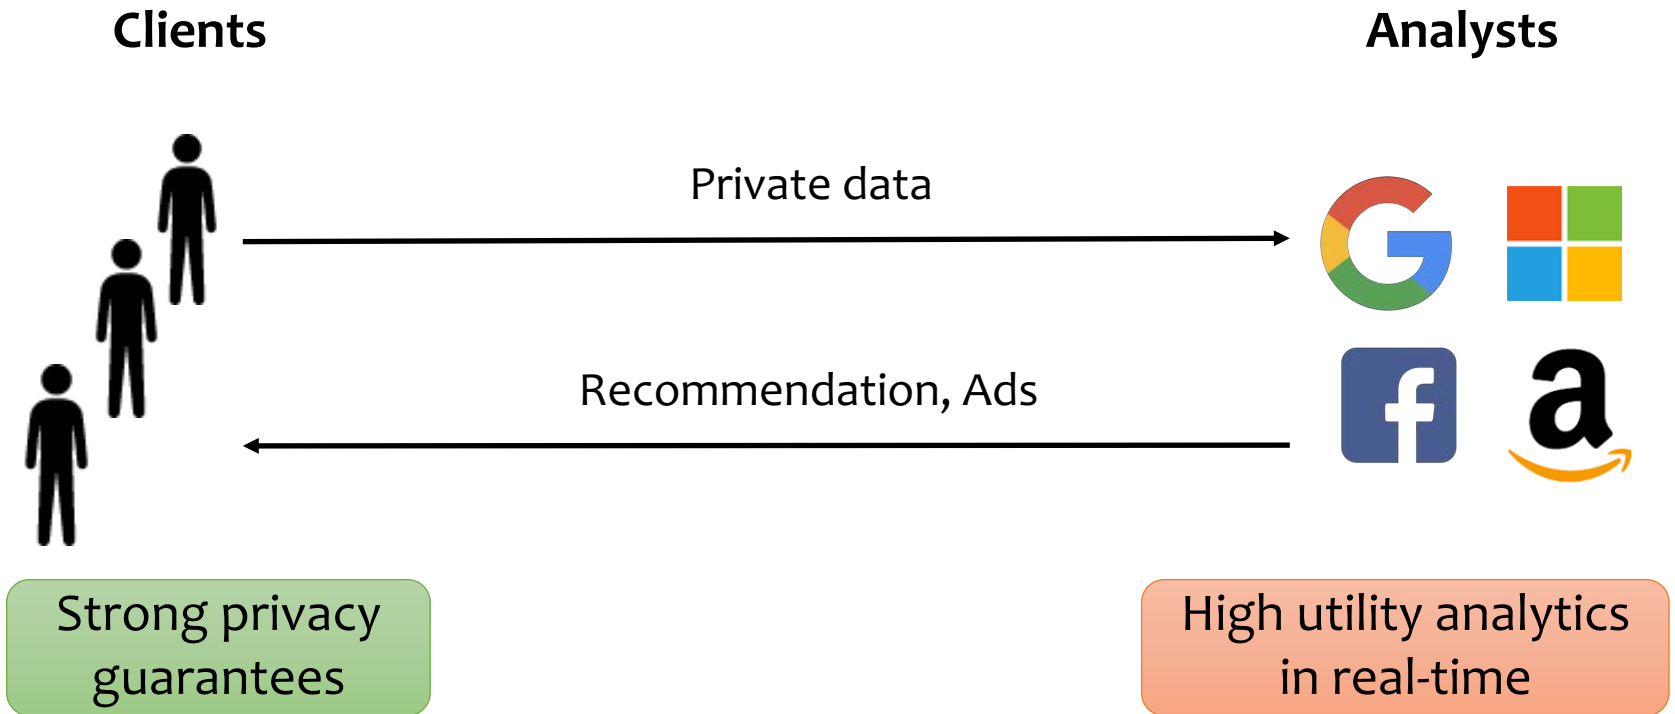 Clients
Analysts
Private data
Recommendation, Ads
Strong privacy
guarantees
High utility analytics
in real-time